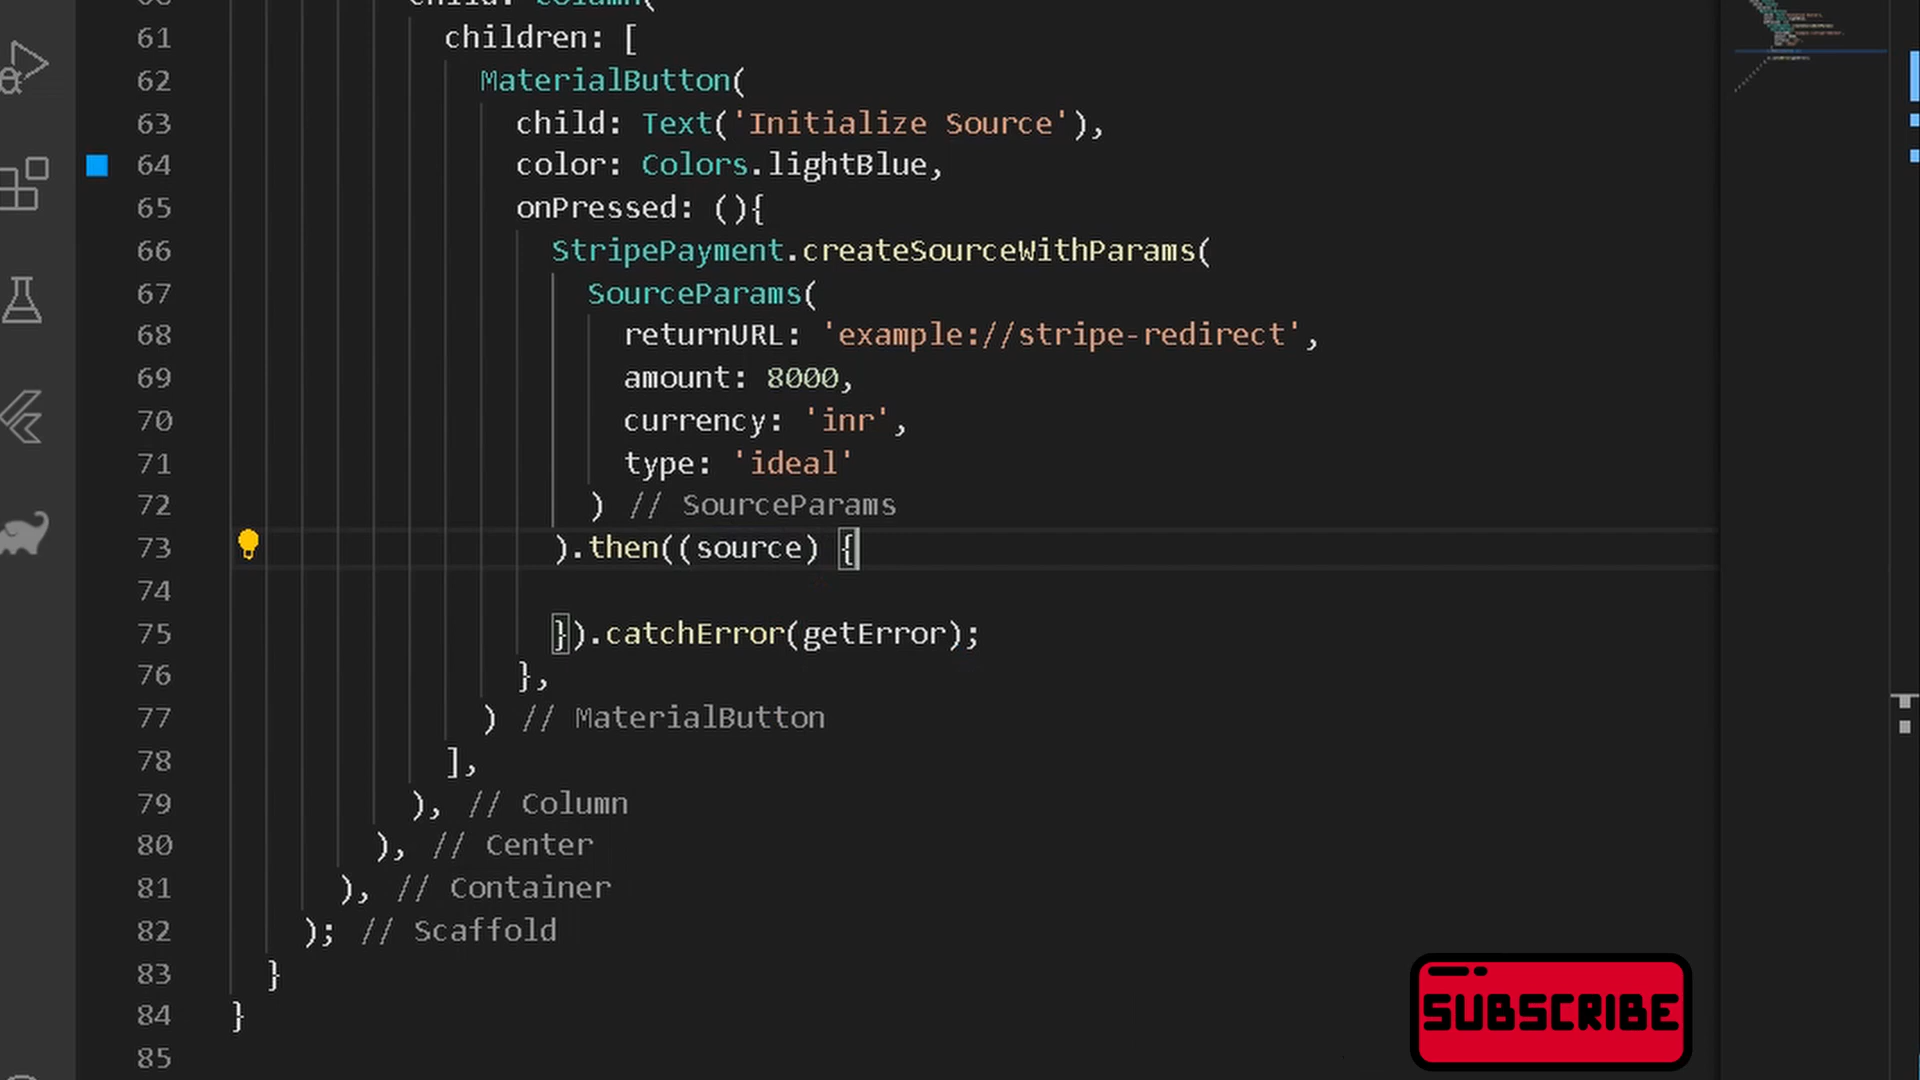 60 child: Column(
61 children: [
62 MaterialButton(
63 child: Text('Initialize Source'),
64 color: Colors.lightBlue,
65 onPressed: (){
66 StripePayment.createSourceWithParams(
67 SourceParams(
68 returnURL: 'example://stripe-redirect',
69 amount: 8000,
70 currency: 'inr',
71 type: 'ideal'
72 ) // SourceParams
73 ).then((source) {
74
75 }).catchError(getError);
76 },
77 ) // MaterialButton
78 ],
79 ), // Column
80 ), // Center
81 ), // Container
82 ); // Scaffold
83 }
84 }
85
SUBSCRIBE